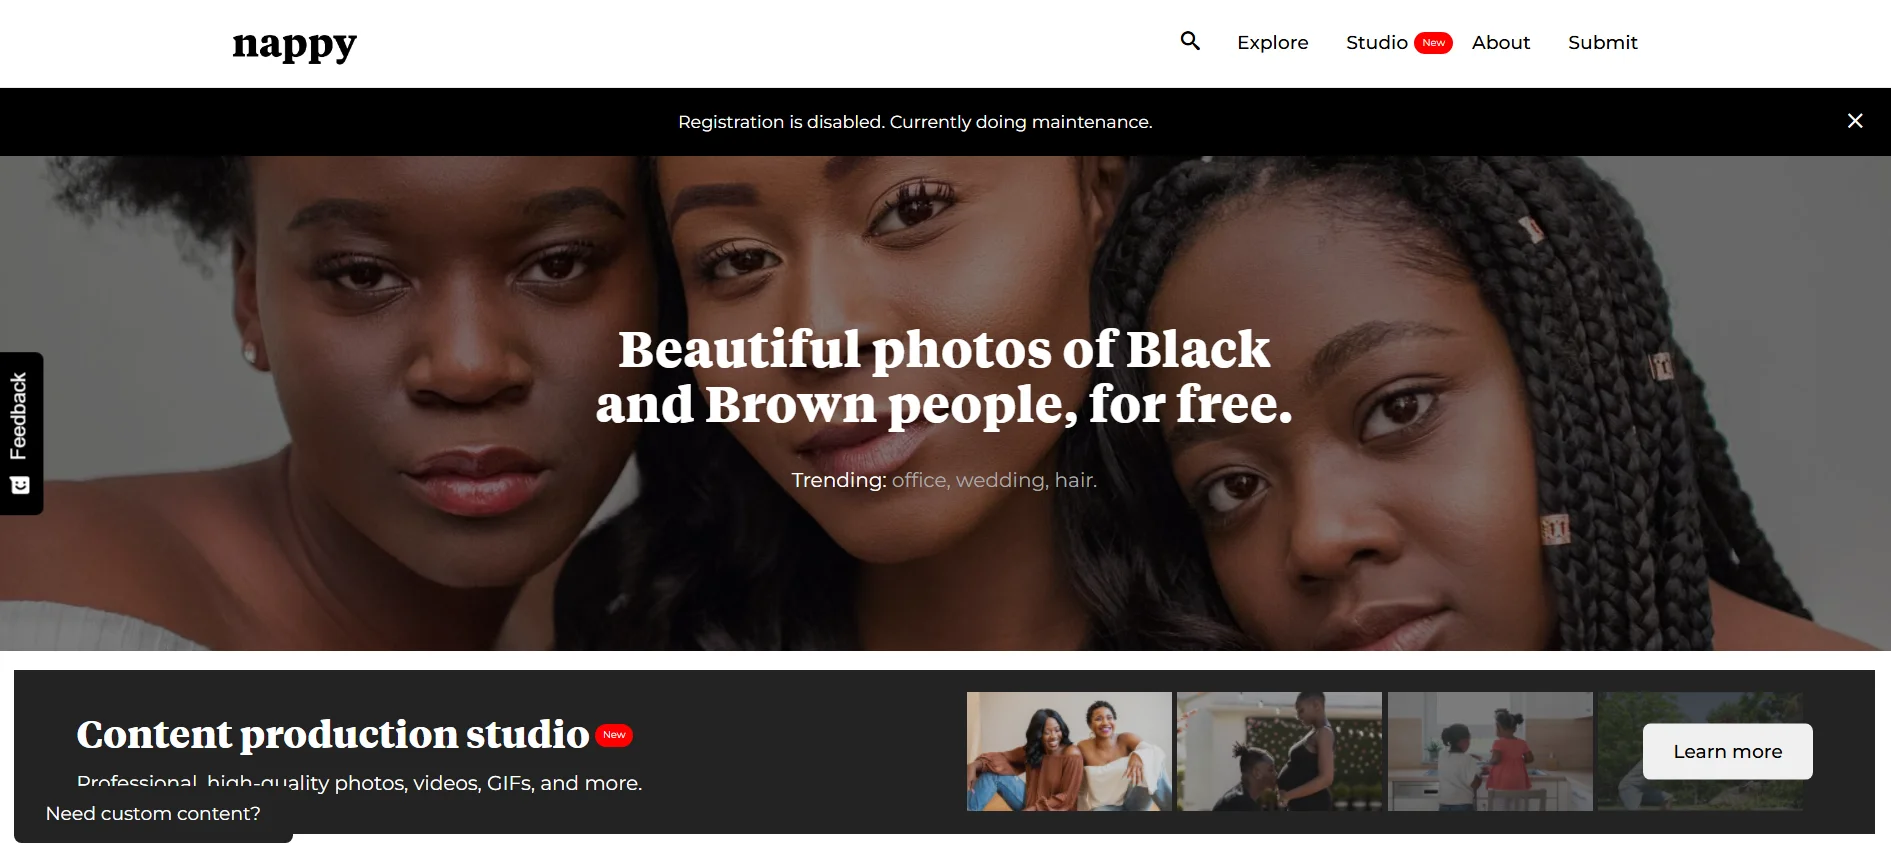 nappy
Explore
Studio New
About
Submit
Registration is disabled. Currently doing maintenance.
Beautiful photos of Black
and Brown people, for free.
Trending: office, wedding, hair.
Feedback
Content production studio New
Professional, high-quality photos, videos, GIFs, and more.
Learn more
Need custom content?